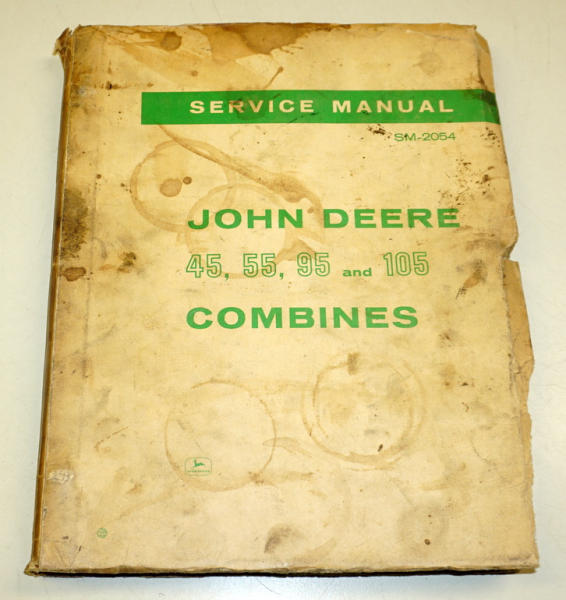 SERVICE MANUAL
SM-2054
JOHN DEERE
45, 55, 95 and 105
COMBINES